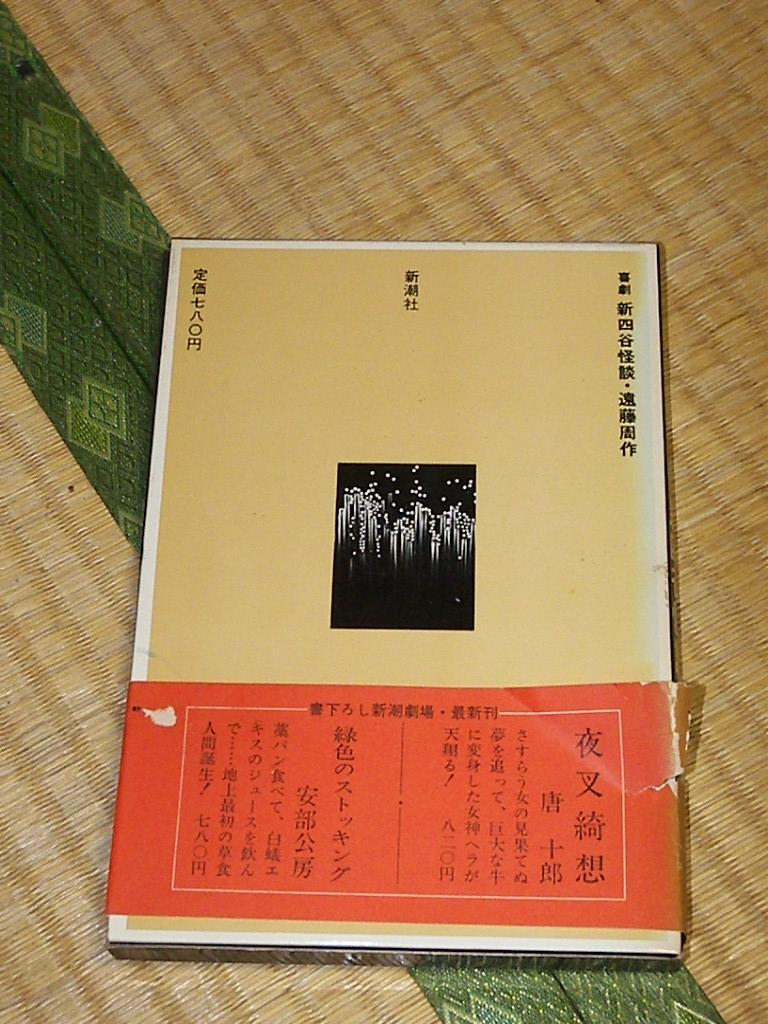 喜劇 新四谷怪談・遠藤周作
新潮社
定価七八〇円
書下ろし新潮劇場・最新刊
夜叉綺想
唐 十郎
さすらう女の見果てぬ
夢を追って、巨大な牛
に変身した女神ヘラが
天翔る! 八二〇円
緑色のストッキング
安部公房
藁パン食べて、白蟻エ
キスのジュースを飲ん
で……地上最初の草食
人間誕生! 七八〇円